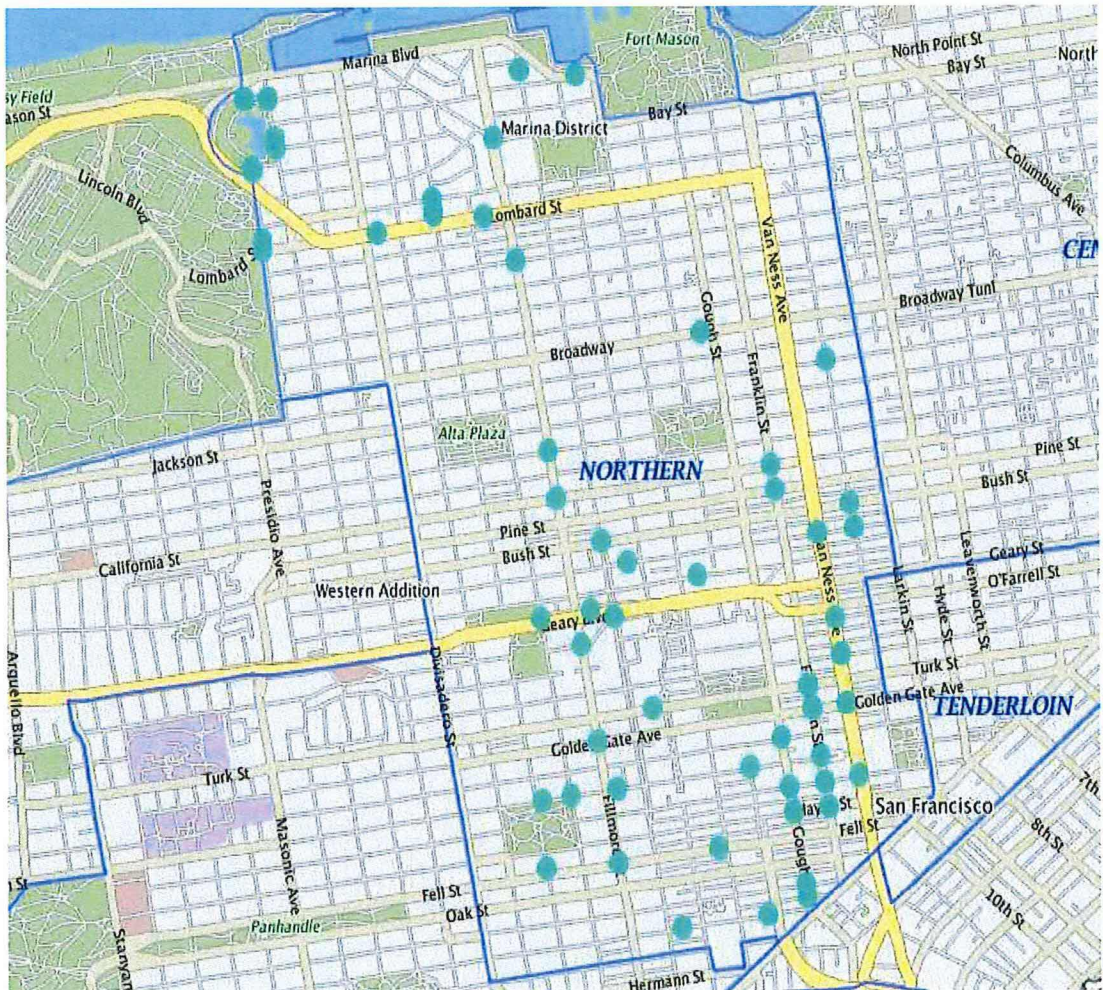 Fort Mason
North Point St
Bay St
North
Marina Blvd
sy Field
ason St
Bay St
Marina District
Columbus Ave
Lincoln Blvd
Lombard St
Van Ness Ave
CEN
Lombard S
Broadway Tunl
Gough St
Broadway
Franklin St
Alta Plaza
Jackson St
NORTHERN
Pine St
Bush St
Presidio Ave
Pine St
Bush St
California St
Leavenworth St
Geary St
O'Farrell St
Western Addition
an Ness
e
Larkin St
Hyde St
Geary
Arguello Blvd
Divisadero St
Turk St
Golden Gate Ave
TENDERLOIN
Golden Gate Ave
Turk St
7th
Fillmor
Hay
St
San Francisco
Fell St
8th St
Masonic Ave
Gough
Fell St
Oak St
10th St
Panhandle
Stanyan
Hermann St